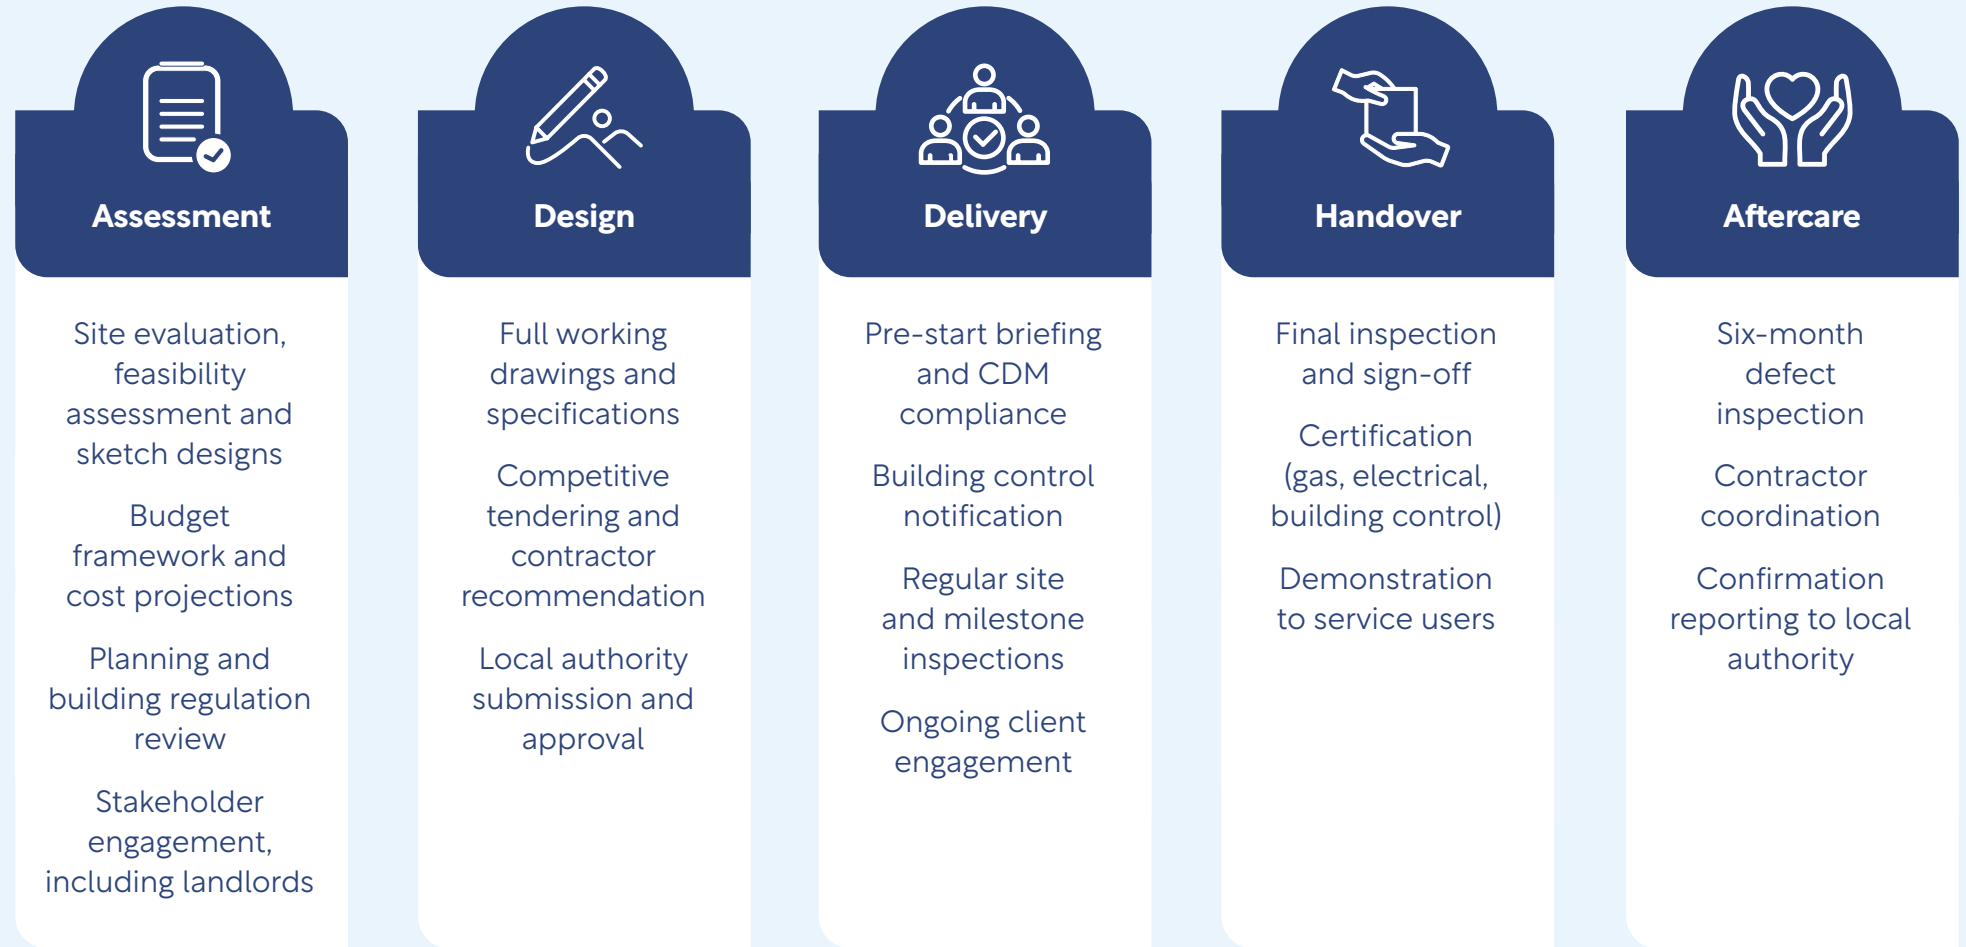 Assessment
Site evaluation,
feasibility
assessment and
sketch designs
Budget
framework and
cost projections
Planning and
building regulation
review
Stakeholder
engagement,
including landlords
Design
Full working
drawings and
specifications
Competitive
tendering and
contractor
recommendation
Local authority
submission and
approval
Delivery
Pre-start briefing
and CDM
compliance
Building control
notification
Regular site
and milestone
inspections
Ongoing client
engagement
Handover
Final inspection
and sign-off
Certification
(gas, electrical,
building control)
Demonstration
to service users
Aftercare
Six-month
defect
inspection
Contractor
coordination
Confirmation
reporting to local
authority